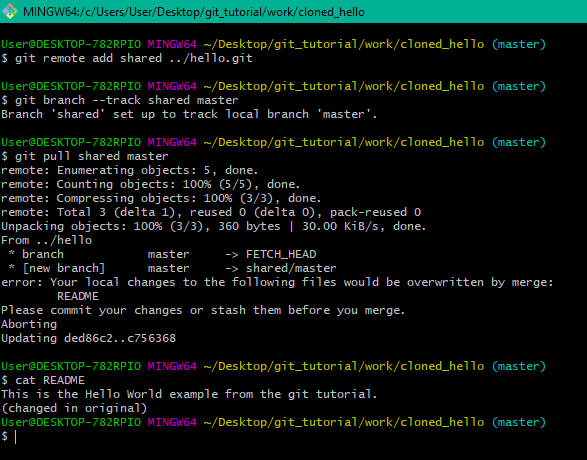 MINGW64:/c/Users/User/Desktop/git_tutorial/work/cloned_hello
User@DESKTOP-782RPIO MINGW64 ~/Desktop/git_tutorial/work/cloned_hello (master)
$ git remote add shared ../hello.git
User@DESKTOP-782RPIO MINGW64 ~/Desktop/git_tutorial/work/cloned_hello (master)
$ git branch --track shared master
Branch 'shared' set up to track local branch 'master'.
User@DESKTOP-782RPIO MINGW64 ~/Desktop/git_tutorial/work/cloned_hello (master)
$ git pull shared master
remote: Enumerating objects: 5, done.
remote: Counting objects: 100% (5/5), done.
remote: Compressing objects: 100% (3/3), done.
remote: Total 3 (delta 1), reused 0 (delta 0), pack-reused 0
Unpacking objects: 100% (3/3), 360 bytes | 30.00 KiB/s, done.
From ../hello
 * branch            master     -> FETCH_HEAD
 * [new branch]      master     -> shared/master
error: Your local changes to the following files would be overwritten by merge:
        README
Please commit your changes or stash them before you merge.
Aborting
Updating ded86c2..c756368
User@DESKTOP-782RPIO MINGW64 ~/Desktop/git_tutorial/work/cloned_hello (master)
$ cat README
This is the Hello World example from the git tutorial.
(changed in original)
User@DESKTOP-782RPIO MINGW64 ~/Desktop/git_tutorial/work/cloned_hello (master)
$